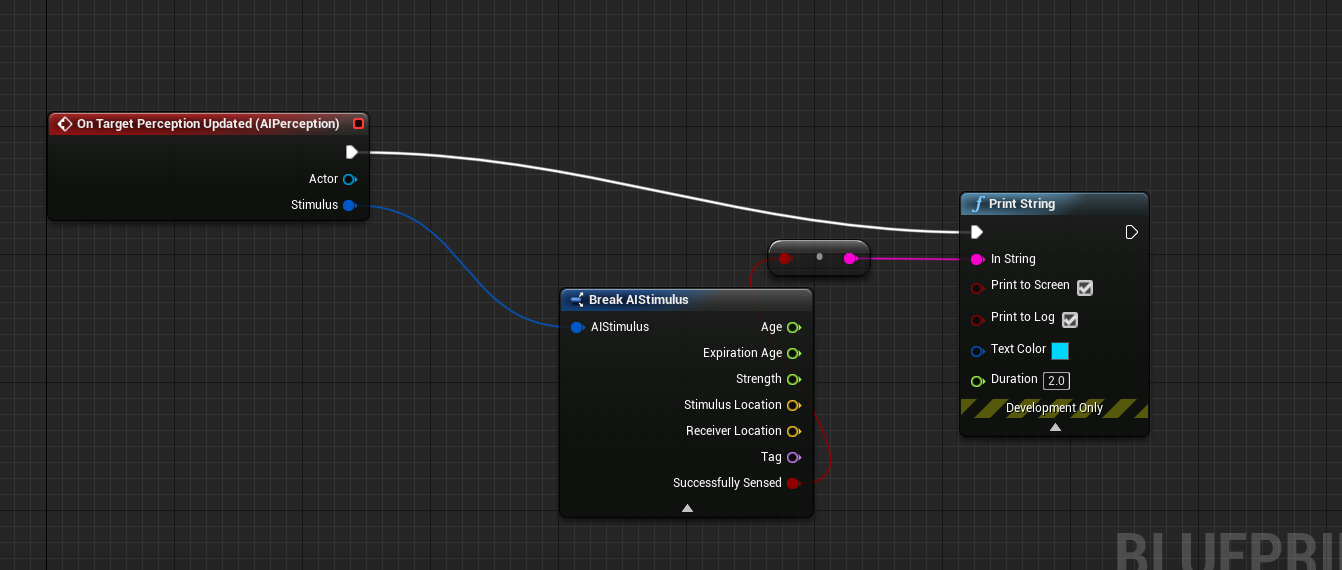 On Target Perception Updated (AIPerception)
Actor
Stimulus
Break AIStimulus
AIStimulus
Age
Expiration Age
Strength
Stimulus Location
Receiver Location
Tag
Successfully Sensed
f Print String
In String
Print to Screen
Print to Log
Text Color
Duration 2.0
Development Only